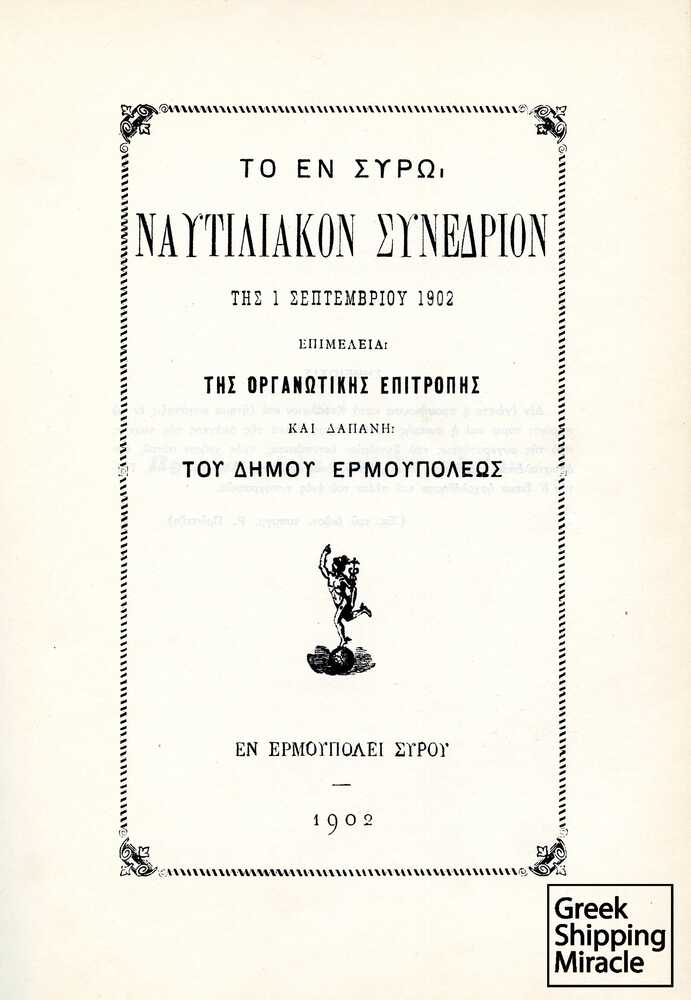 ΤΟ ΕΝ ΣΥΡΩι
ΝΑΥΤΙΛΙΑΚΟΝ ΣΥΝΕΔΡΙΟΝ
ΤΗΣ 1 ΣΕΠΤΕΜΒΡΙΟΥ 1902
ΕΠΙΜΕΛΕΙΑι
ΤΗΣ ΟΡΓΑΝΩΤΙΚΗΣ ΕΠΙΤΡΟΠΗΣ
ΚΑΙ ΔΑΠΑΝΗι
ΤΟΥ ΔΗΜΟΥ ΕΡΜΟΥΠΟΛΕΩΣ
ΕΝ ΕΡΜΟΥΠΟΛΕΙ ΣΥΡΟΥ
—
1902
Greek
Shipping
Miracle